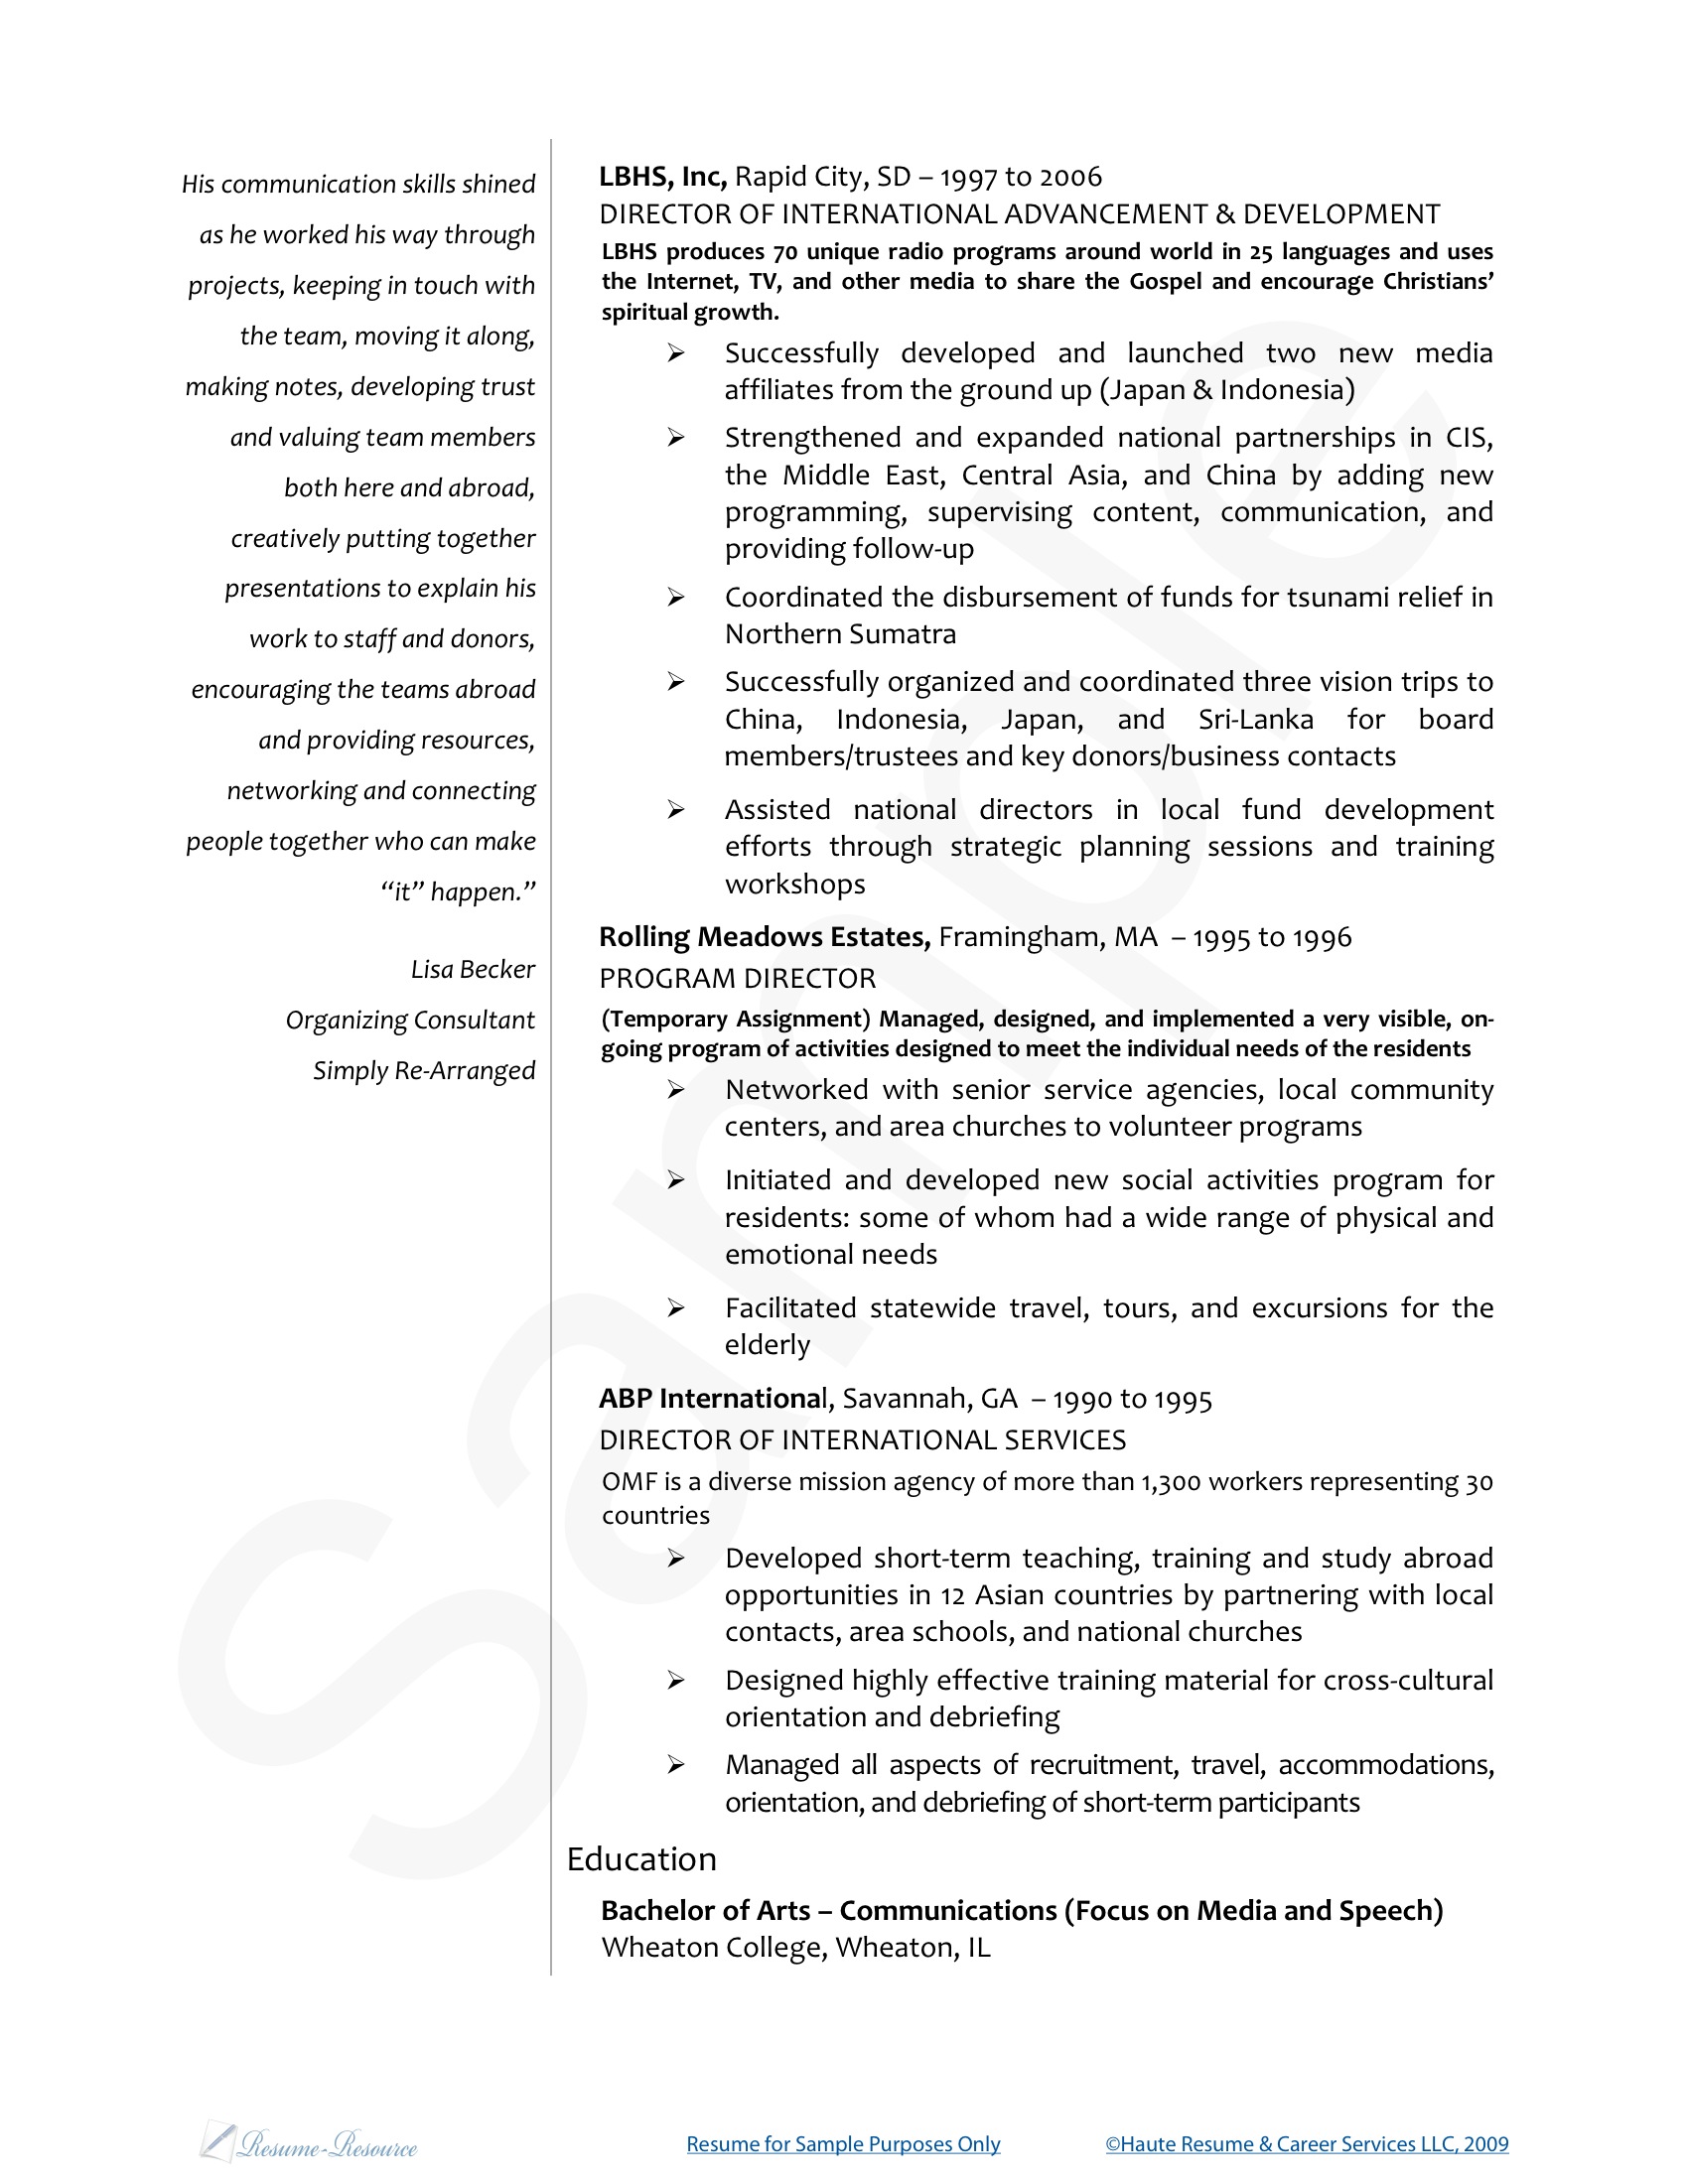 His communication skills shined
as he worked his way through
projects, keeping in touch with
the team, moving it along,
making notes, developing trust
and valuing team members
both here and abroad,
creatively putting together
presentations to explain his
work to staff and donors,
encouraging the teams abroad
and providing resources,
networking and connecting
people together who can make
“it” happen.”
Lisa Becker
Organizing Consultant
Simply Re-Arranged
LBHS, Inc, Rapid City, SD – 1997 to 2006
DIRECTOR OF INTERNATIONAL ADVANCEMENT & DEVELOPMENT
LBHS produces 70 unique radio programs around world in 25 languages and uses
the Internet, TV, and other media to share the Gospel and encourage Christians’
spiritual growth.
➢ Successfully developed and launched two new media
affiliates from the ground up (Japan & Indonesia)
➢ Strengthened and expanded national partnerships in CIS,
the Middle East, Central Asia, and China by adding new
programming, supervising content, communication, and
providing follow-up
➢ Coordinated the disbursement of funds for tsunami relief in
Northern Sumatra
➢ Successfully organized and coordinated three vision trips to
China, Indonesia, Japan, and Sri-Lanka for board
members/trustees and key donors/business contacts
➢ Assisted national directors in local fund development
efforts through strategic planning sessions and training
workshops
Rolling Meadows Estates, Framingham, MA – 1995 to 1996
PROGRAM DIRECTOR
(Temporary Assignment) Managed, designed, and implemented a very visible, on-
going program of activities designed to meet the individual needs of the residents
➢ Networked with senior service agencies, local community
centers, and area churches to volunteer programs
➢ Initiated and developed new social activities program for
residents: some of whom had a wide range of physical and
emotional needs
➢ Facilitated statewide travel, tours, and excursions for the
elderly
ABP International, Savannah, GA – 1990 to 1995
DIRECTOR OF INTERNATIONAL SERVICES
OMF is a diverse mission agency of more than 1,300 workers representing 30
countries
➢ Developed short-term teaching, training and study abroad
opportunities in 12 Asian countries by partnering with local
contacts, area schools, and national churches
➢ Designed highly effective training material for cross-cultural
orientation and debriefing
➢ Managed all aspects of recruitment, travel, accommodations,
orientation, and debriefing of short-term participants
Education
Bachelor of Arts – Communications (Focus on Media and Speech)
Wheaton College, Wheaton, IL
Sample
Resume-Resource
Resume for Sample Purposes Only
©Haute Resume & Career Services LLC, 2009